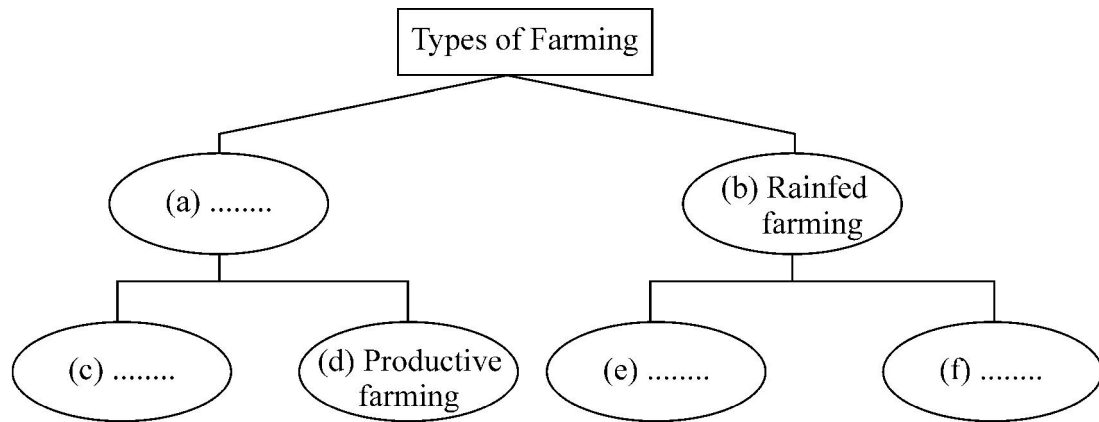 Types of Farming
(a) ........
(b) Rainfed
farming
(c) ........
(d) Productive
farming
(e) ........
(f) ........